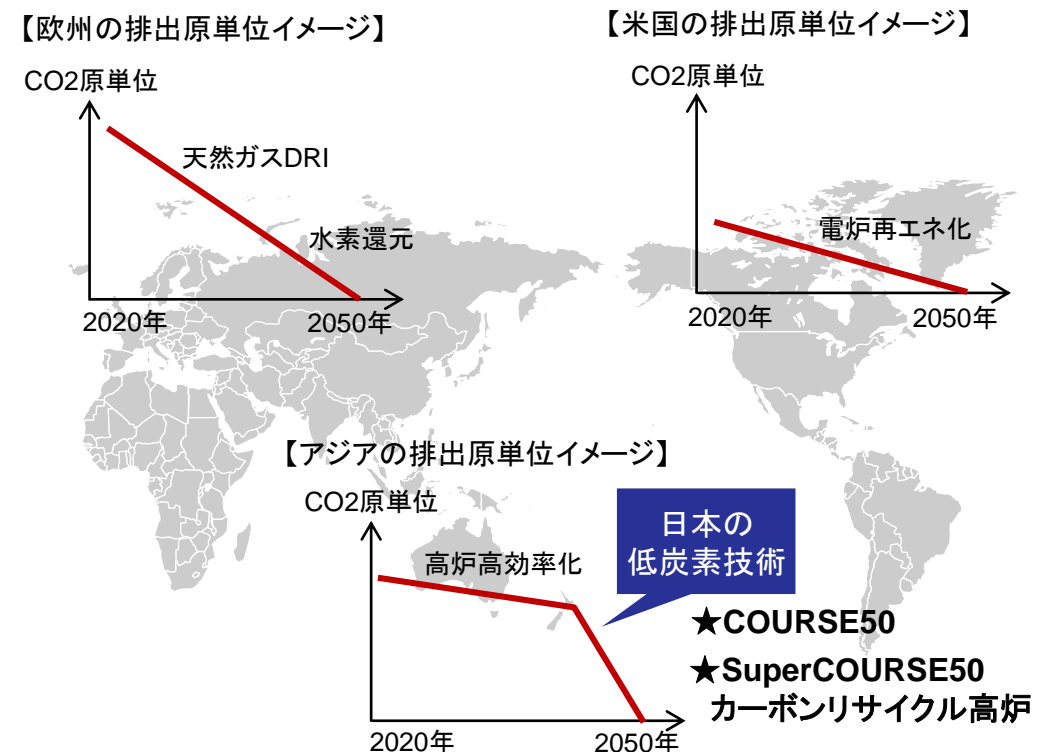 【欧州の排出原単位イメージ】
CO2原単位
天然ガスDRI
水素還元
2020年
2050年
【米国の排出原単位イメージ】
CO2原単位
電炉再エネ化
2020年
2050年
【アジアの排出原単位イメージ】
CO2原単位
高炉高効率化
日本の
低炭素技術
★COURSE50
★SuperCOURSE50
カーボンリサイクル高炉
2020年
2050年